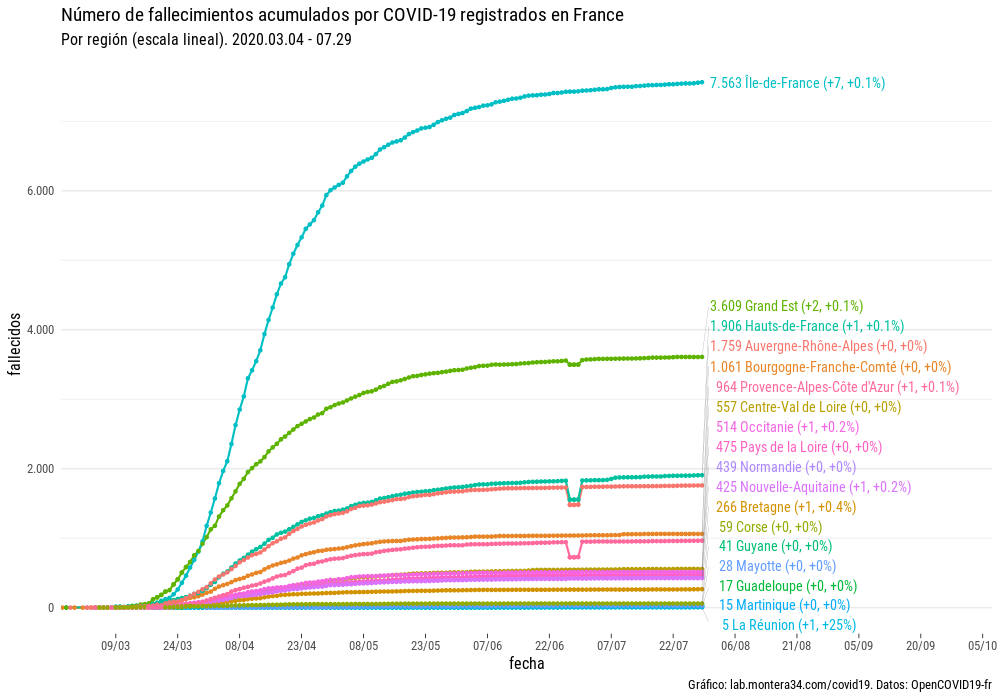 Número de fallecimientos acumulados por COVID-19 registrados en France
Por región (escala lineal). 2020.03.04 - 07.29
7.563 Île-de-France (+7, +0.1%)
6.000
3.609 Grand Est (+2, +0.1%)
1.906 Hauts-de-France (+1, +0.1%)
4.000
1.759 Auvergne-Rhône-Alpes (+0, +0%)
1.061 Bourgogne-Franche-Comté (+0, +0%)
964 Provence-Alpes-Côte d'Azur (+1, +0.1%)
557 Centre-Val de Loire (+0, +0%)
514 Occitanie (+1, +0.2%)
475 Pays de la Loire (+0, +0%)
2.000
439 Normandie (+0, +0%)
425 Nouvelle-Aquitaine (+1, +0.2%)
266 Bretagne (+1, +0.4%)
59 Corse (+0, +0%)
41 Guyane (+0, +0%)
28 Mayotte (+0, +0%)
17 Guadeloupe (+0, +0%)
0
15 Martinique (+0, +0%)
5 La Réunion (+1, +25%)
fallecidos
09/03 24/03 08/04 23/04 08/05 23/05 07/06 22/06 07/07 22/07 06/08 21/08 05/09 20/09 05/10
fecha
Gráfico: lab.montera34.com/covid19. Datos: OpenCOVID19-fr